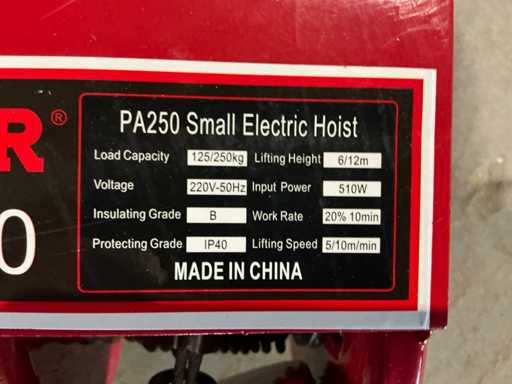 R®
0
PA250 Small Electric Hoist
Load Capacity 125/250kg Lifting Height 6/12m
Voltage 220V-50Hz Input Power 510W
Insulating Grade B Work Rate 20% 10min
Protecting Grade IP40 Lifting Speed 5/10m/min
MADE IN CHINA